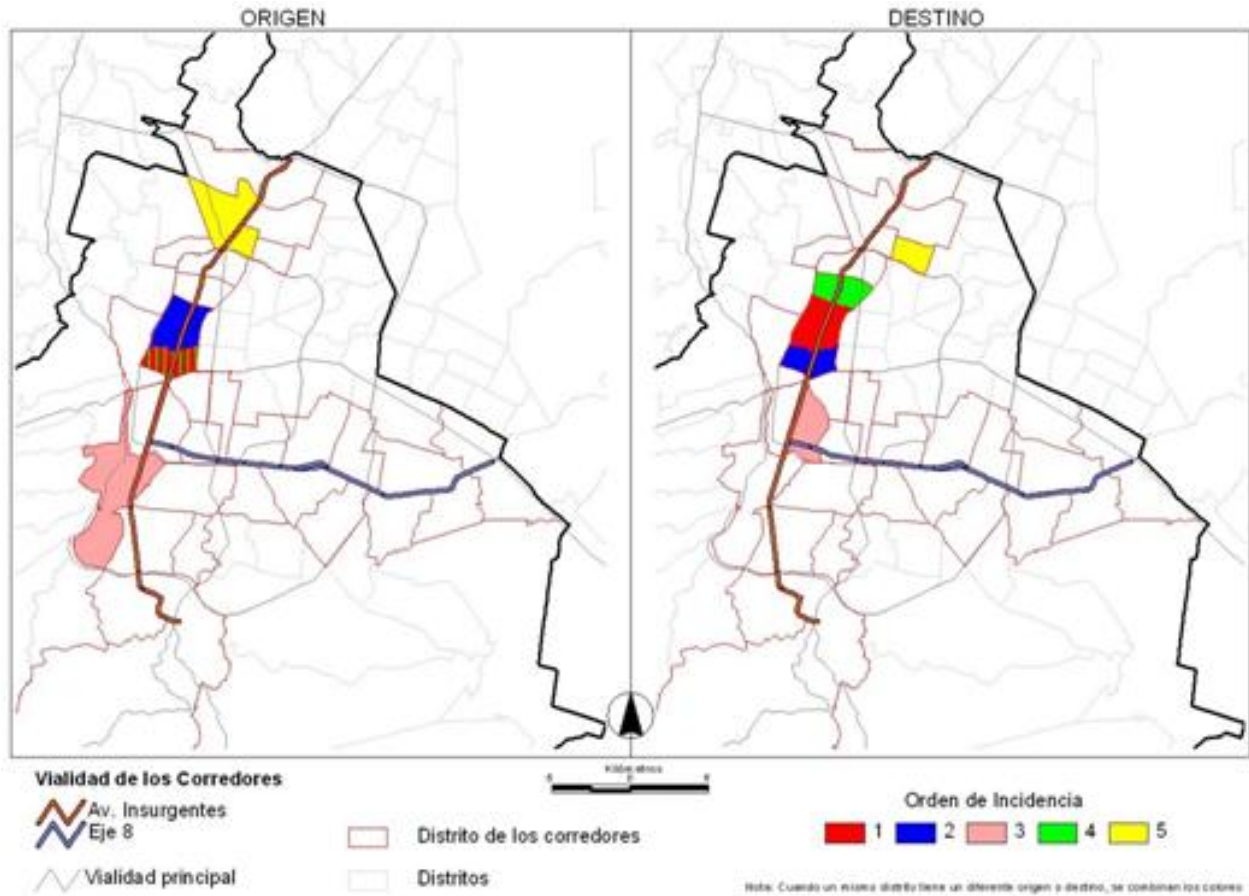 ORIGEN
DESTINO
Vialidad de los Corredores
Av. Insurgentes
Eje 8
Vialidad principal
Distrito de los corredores
Distritos
Kilómetros
Orden de Incidencia
1 2 3 4 5
Nota: Cuando un mismo distrito tiene un diferente origen o destino, se combinan los colores